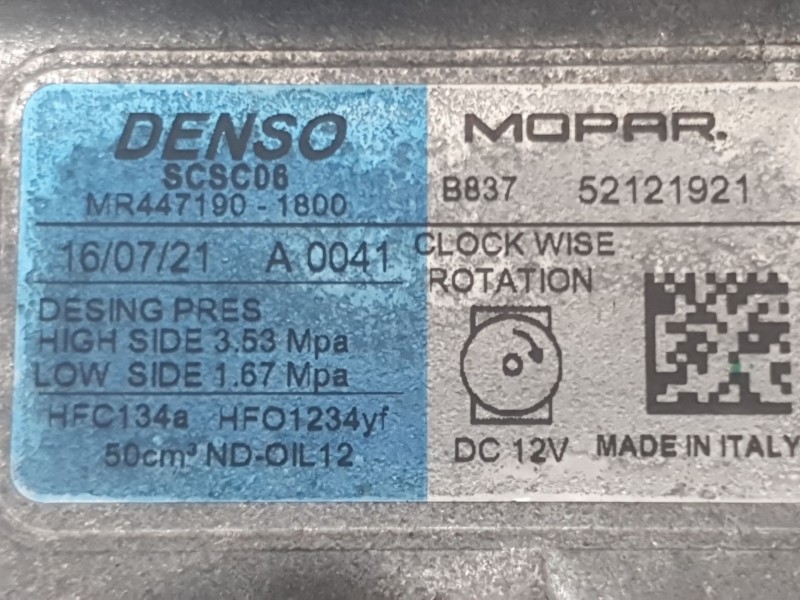 DENSO
SCSC06
MR447190-1800
16/07/21 A 0041
DESING PRES
HIGH SIDE 3.53 Mpa
LOW SIDE 1.67 Mpa
HFC134a HFO1234yf
50cm³ ND-OIL12
MOPAR.
B837 52121921
CLOCK WISE
ROTATION
DC 12V
MADE IN ITALY